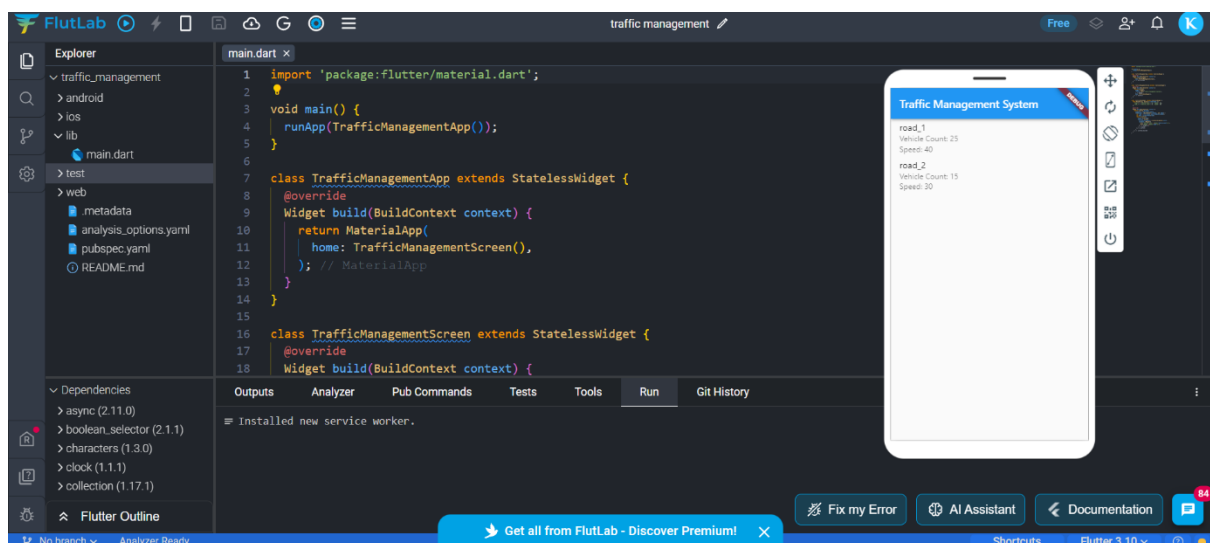 FlutLab
traffic management
Free
K
Explorer
traffic_management
android
ios
lib
main.dart
test
web
.metadata
analysis_options.yaml
pubspec.yaml
README.md
Dependencies
async (2.11.0)
boolean_selector (2.1.1)
characters (1.3.0)
clock (1.1.1)
collection (1.17.1)
Flutter Outline
main.dart ×
1 import 'package:flutter/material.dart';
2
3 void main() {
4 runApp(TrafficManagementApp());
5 }
6
7 class TrafficManagementApp extends StatelessWidget {
8 @override
9 Widget build(BuildContext context) {
10 return MaterialApp(
11 home: TrafficManagementScreen(),
12 ); // MaterialApp
13 }
14 }
15
16 class TrafficManagementScreen extends StatelessWidget {
17 @override
18 Widget build(BuildContext context) {
Traffic Management System
DEBUG
road_1
Vehicle Count: 25
Speed: 40
road_2
Vehicle Count: 15
Speed: 30
Outputs Analyzer Pub Commands Tests Tools Run Git History
Installed new service worker.
Fix my Error
AI Assistant
Documentation
84
Get all from FlutLab - Discover Premium!
No branch Analyzer Ready
Shortcuts Flutter 3.10